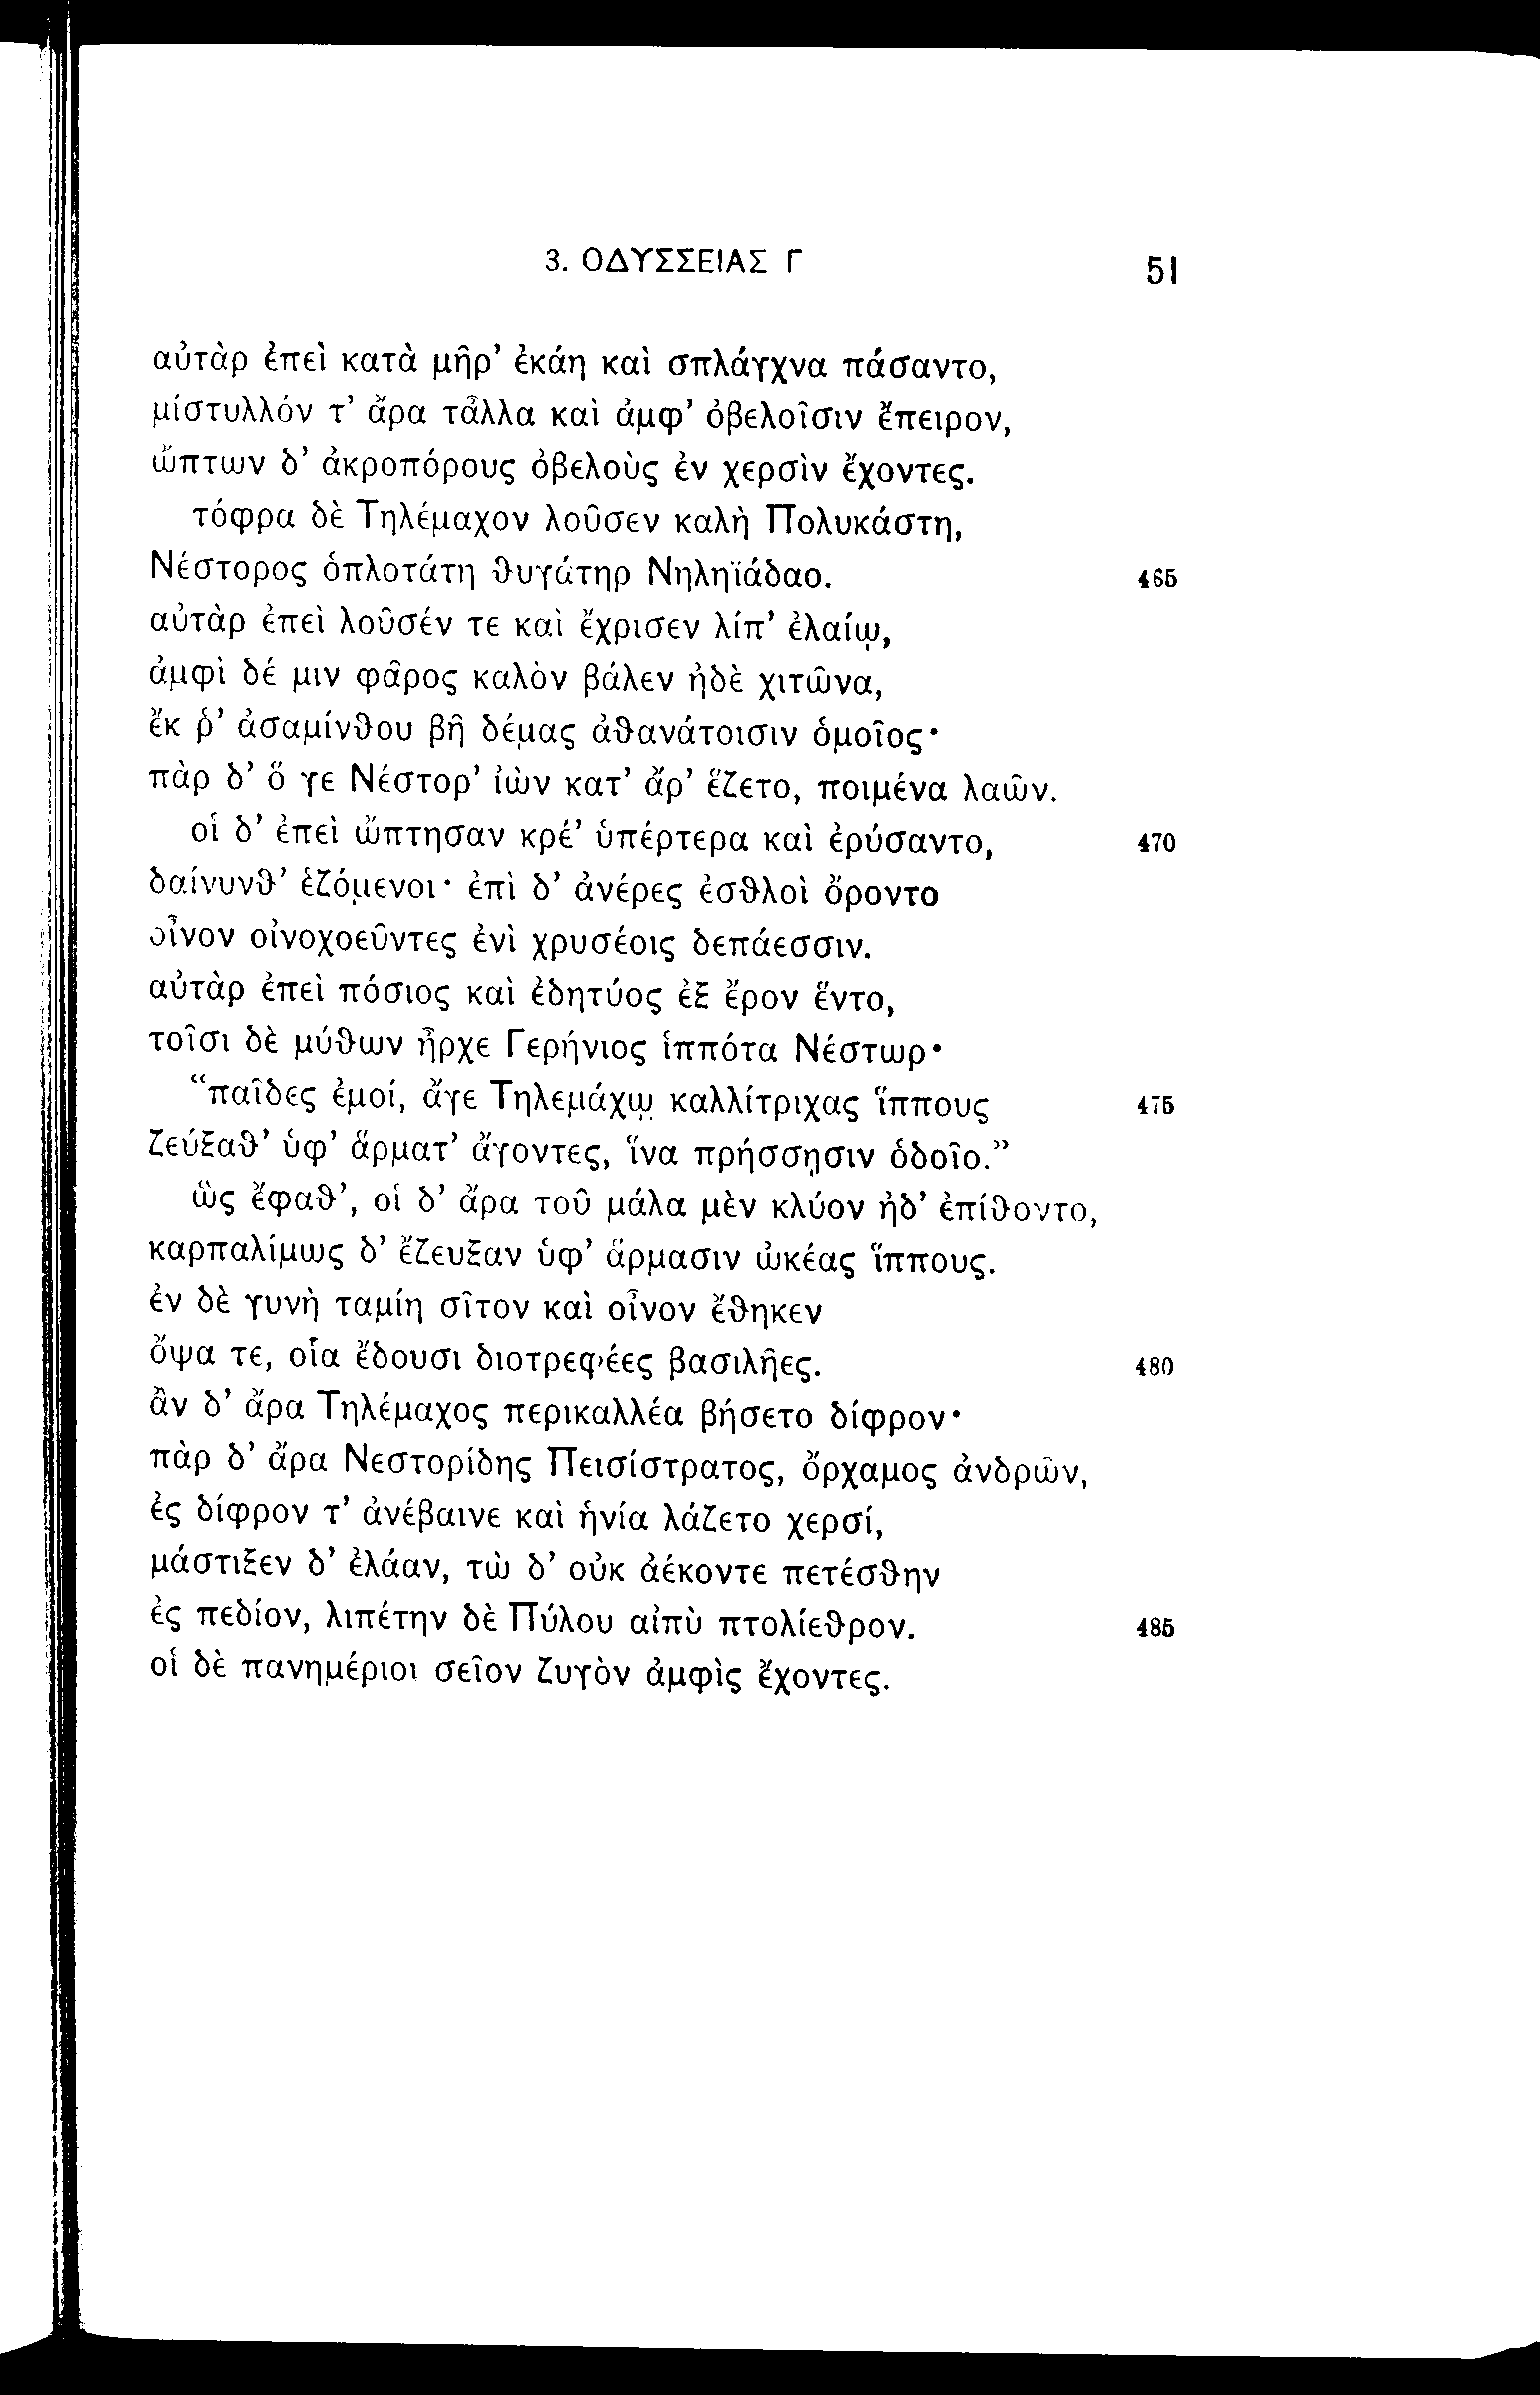 3. ΟΔΥΣΣΕΙΑΣ Γ 51
αὐτὰρ ἐπεὶ κατὰ μῆρ’ ἐκάη καὶ σπλάγχνα πάσαντο,
μίστυλλόν τ’ ἄρα τἆλλα καὶ ἀμφ’ ὀβελοῖσιν ἔπειρον,
ὤπτων δ’ ἀκροπόρους ὀβελοὺς ἐν χερσὶν ἔχοντες.
τόφρα δὲ Τηλέμαχον λοῦσεν καλὴ Πολυκάστη,
Νέστορος ὁπλοτάτη θυγάτηρ Νηληϊάδαο. 465
αὐτὰρ ἐπεὶ λοῦσέν τε καὶ ἔχρισεν λίπ’ ἐλαίῳ,
ἀμφὶ δέ μιν φᾶρος καλὸν βάλεν ἠδὲ χιτῶνα,
ἔκ ῥ’ ἀσαμίνθου βῆ δέμας ἀθανάτοισιν ὁμοῖος·
πὰρ δ’ ὅ γε Νέστορ’ ἰὼν κατ’ ἄρ’ ἕζετο, ποιμένα λαῶν.
οἱ δ’ ἐπεὶ ὤπτησαν κρέ’ ὑπέρτερα καὶ ἐρύσαντο, 470
δαίνυνθ’ ἑζόμενοι· ἐπὶ δ’ ἀνέρες ἐσθλοὶ ὄροντο
οἶνον οἰνοχοεῦντες ἐνὶ χρυσέοις δεπάεσσιν.
αὐτὰρ ἐπεὶ πόσιος καὶ ἐδητύος ἐξ ἔρον ἕντο,
τοῖσι δὲ μύθων ἦρχε Γερήνιος ἱππότα Νέστωρ·
“παῖδες ἐμοί, ἄγε Τηλεμάχῳ καλλίτριχας ἵππους 475
ζεύξαθ’ ὑφ’ ἅρματ’ ἄγοντες, ἵνα πρήσσῃσιν ὁδοῖο.”
ὣς ἔφαθ’, οἱ δ’ ἄρα τοῦ μάλα μὲν κλύον ἠδ’ ἐπίθοντο,
καρπαλίμως δ’ ἔζευξαν ὑφ’ ἅρμασιν ὠκέας ἵππους.
ἐν δὲ γυνὴ ταμίη σῖτον καὶ οἶνον ἔθηκεν
ὄψα τε, οἷα ἔδουσι διοτρεφέες βασιλῆες. 480
ἂν δ’ ἄρα Τηλέμαχος περικαλλέα βήσετο δίφρον·
πὰρ δ’ ἄρα Νεστορίδης Πεισίστρατος, ὄρχαμος ἀνδρῶν,
ἐς δίφρον τ’ ἀνέβαινε καὶ ἡνία λάζετο χερσί,
μάστιξεν δ’ ἐλάαν, τὼ δ’ οὐκ ἀέκοντε πετέσθην
ἐς πεδίον, λιπέτην δὲ Πύλου αἰπὺ πτολίεθρον. 485
οἱ δὲ πανημέριοι σεῖον ζυγὸν ἀμφὶς ἔχοντες.